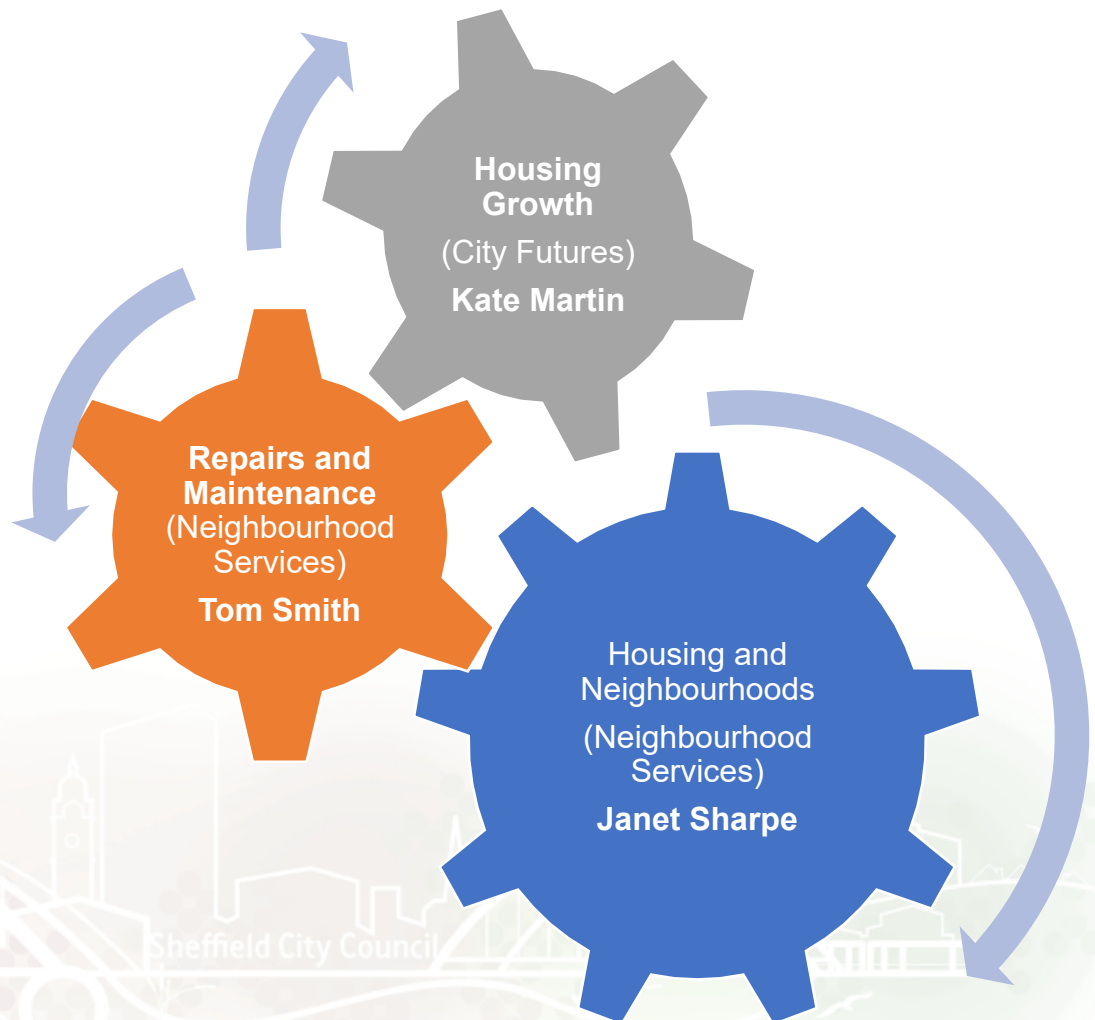 Housing
Growth
(City Futures)
Kate Martin
Repairs and
Maintenance
(Neighbourhood
Services)
Tom Smith
Housing and
Neighbourhoods
(Neighbourhood
Services)
Janet Sharpe
Sheffield City Council